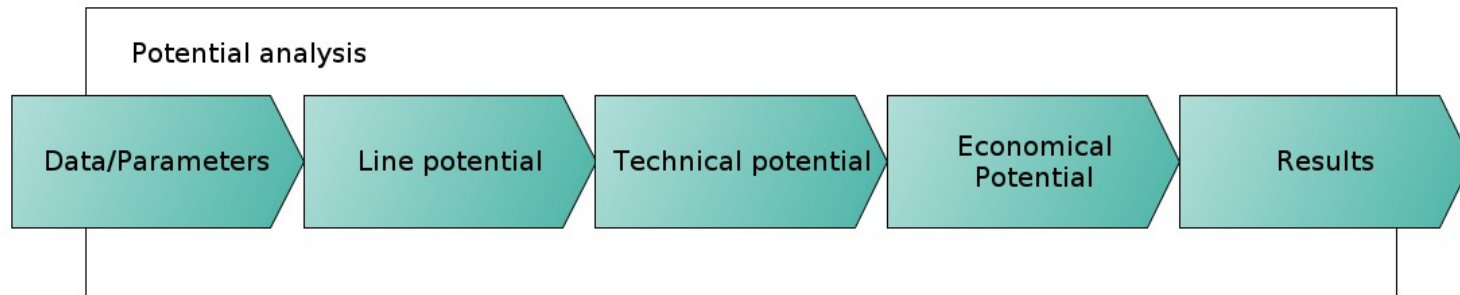 Potential analysis
Data/Parameters
Line potential
Technical potential
Economical
Potential
Results